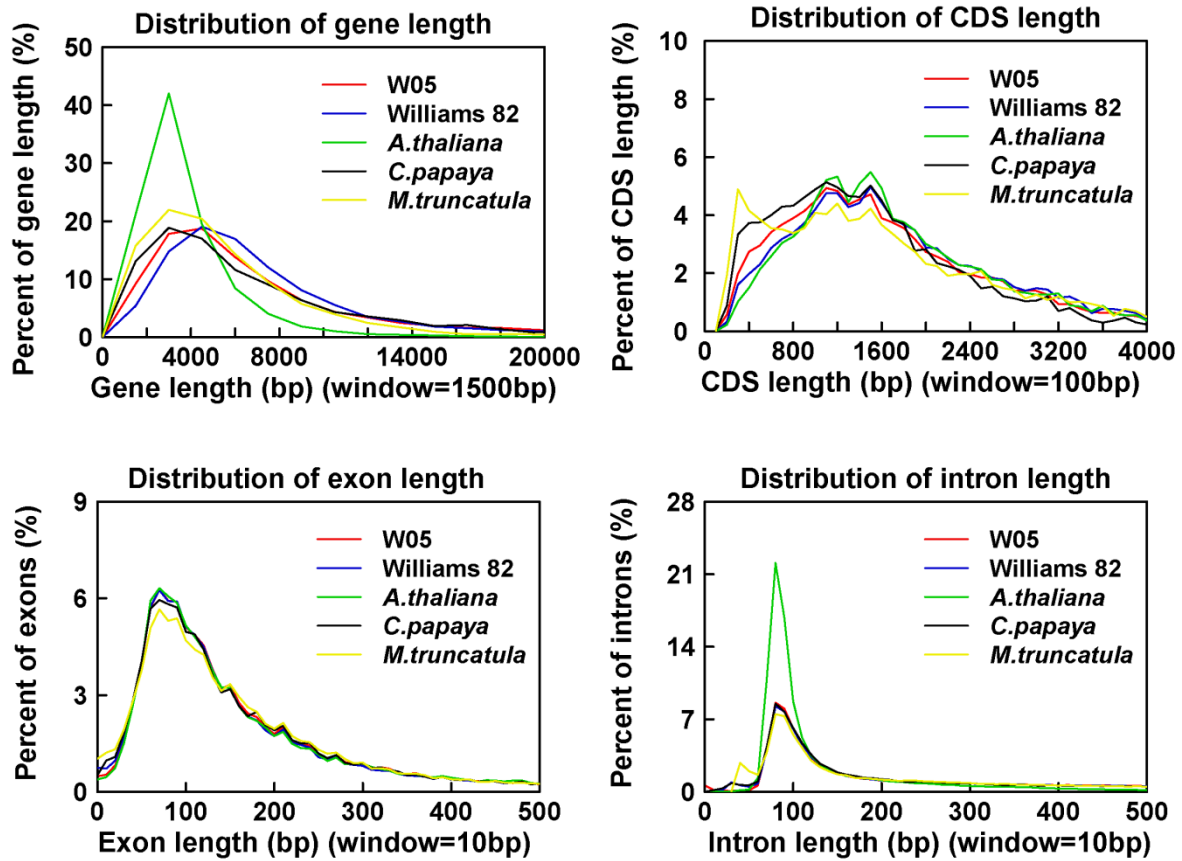 Distribution of gene length
Percent of gene length (%)
50
40
30
20
10
0
W05
Williams 82
A.thaliana
C.papaya
M.truncatula
0 4000 8000 14000 20000
Gene length (bp) (window=1500bp)
Distribution of CDS length
Percent of CDS length (%)
10
8
6
4
2
0
W05
Williams 82
A.thaliana
C.papaya
M.truncatula
0 800 1600 2400 3200 4000
CDS length (bp) (window=100bp)
Distribution of exon length
Percent of exons (%)
9
6
3
0
W05
Williams 82
A.thaliana
C.papaya
M.truncatula
0 100 200 300 400 500
Exon length (bp) (window=10bp)
Distribution of intron length
Percent of introns (%)
28
21
14
7
0
W05
Williams 82
A.thaliana
C.papaya
M.truncatula
0 100 200 300 400 500
Intron length (bp) (window=10bp)